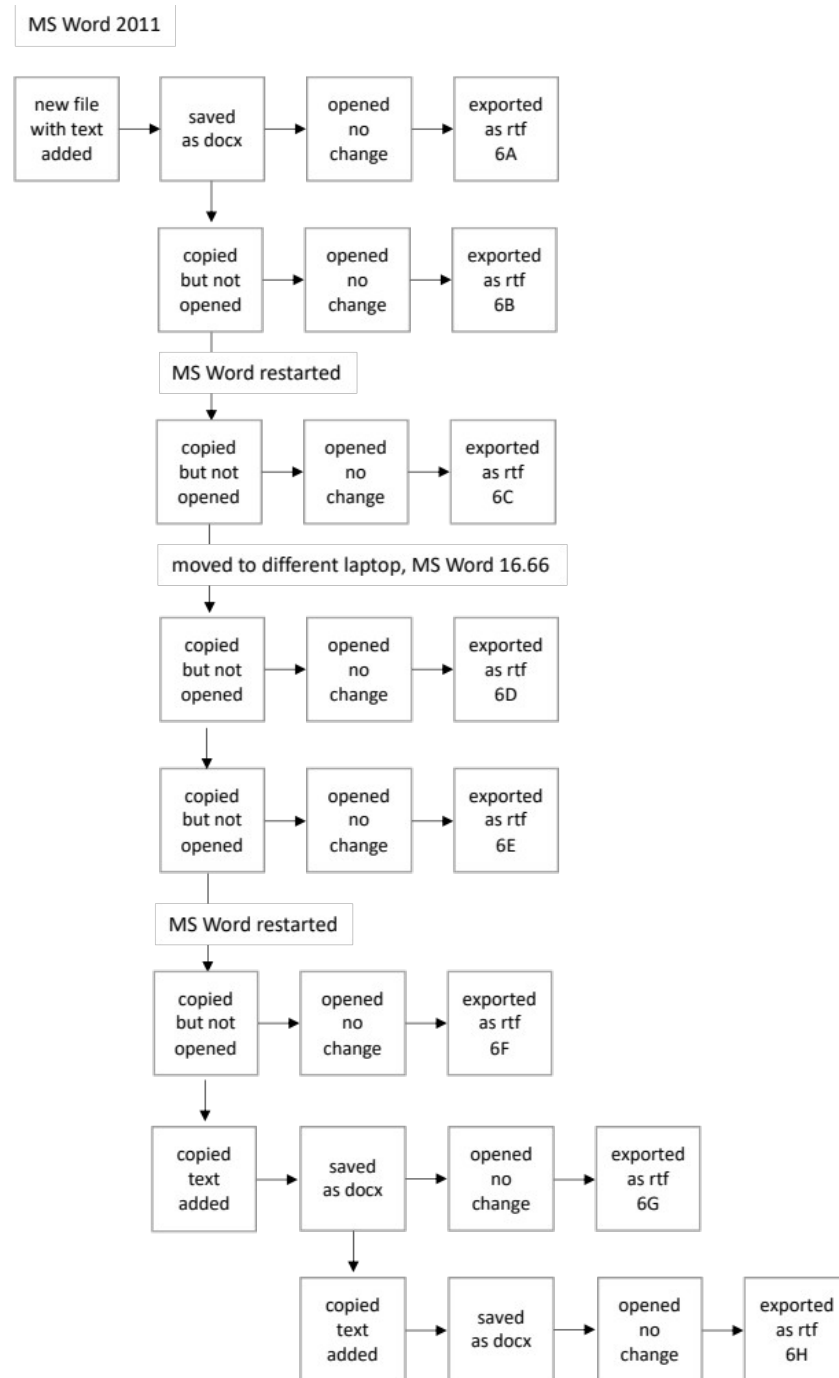 MS Word 2011
new file
with text
added
saved
as docx
opened
no
change
exported
as rtf
6A
copied
but not
opened
opened
no
change
exported
as rtf
6B
MS Word restarted
copied
but not
opened
opened
no
change
exported
as rtf
6C
moved to different laptop, MS Word 16.66
copied
but not
opened
opened
no
change
exported
as rtf
6D
copied
but not
opened
opened
no
change
exported
as rtf
6E
MS Word restarted
copied
but not
opened
opened
no
change
exported
as rtf
6F
copied
text
added
saved
as docx
opened
no
change
exported
as rtf
6G
copied
text
added
saved
as docx
opened
no
change
exported
as rtf
6H